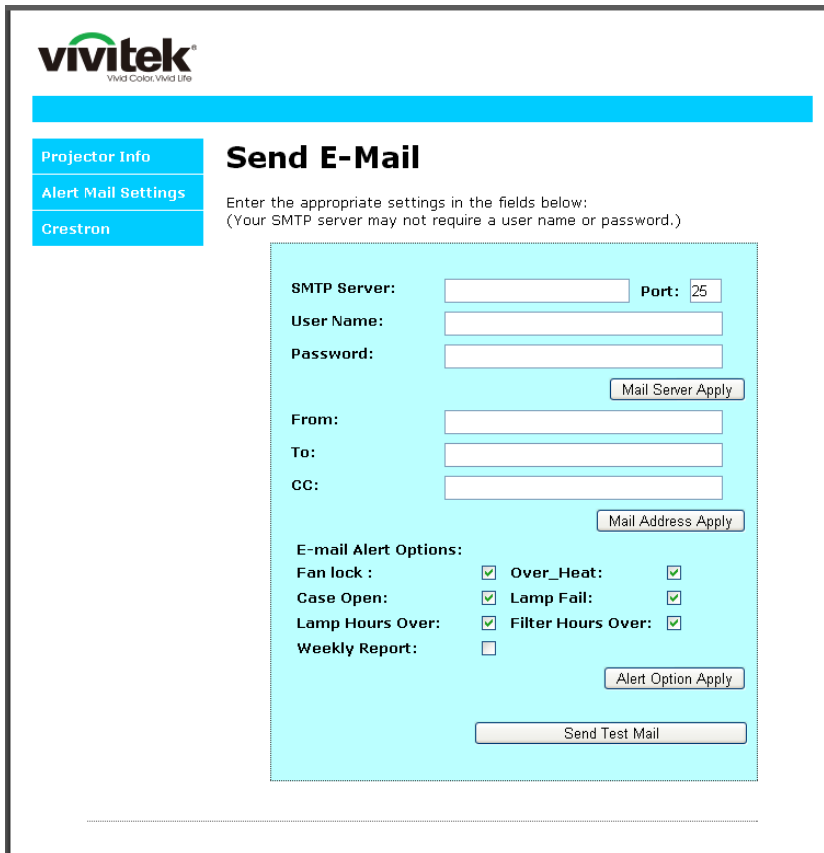 vivitek®
Vivid Color, Vivid Life
Projector Info
Alert Mail Settings
Crestron
Send E-Mail
Enter the appropriate settings in the fields below:
(Your SMTP server may not require a user name or password.)
SMTP Server: Port: 25
User Name:
Password:
Mail Server Apply
From:
To:
CC:
Mail Address Apply
E-mail Alert Options:
Fan lock : Over_Heat:
Case Open: Lamp Fail:
Lamp Hours Over: Filter Hours Over:
Weekly Report:
Alert Option Apply
Send Test Mail